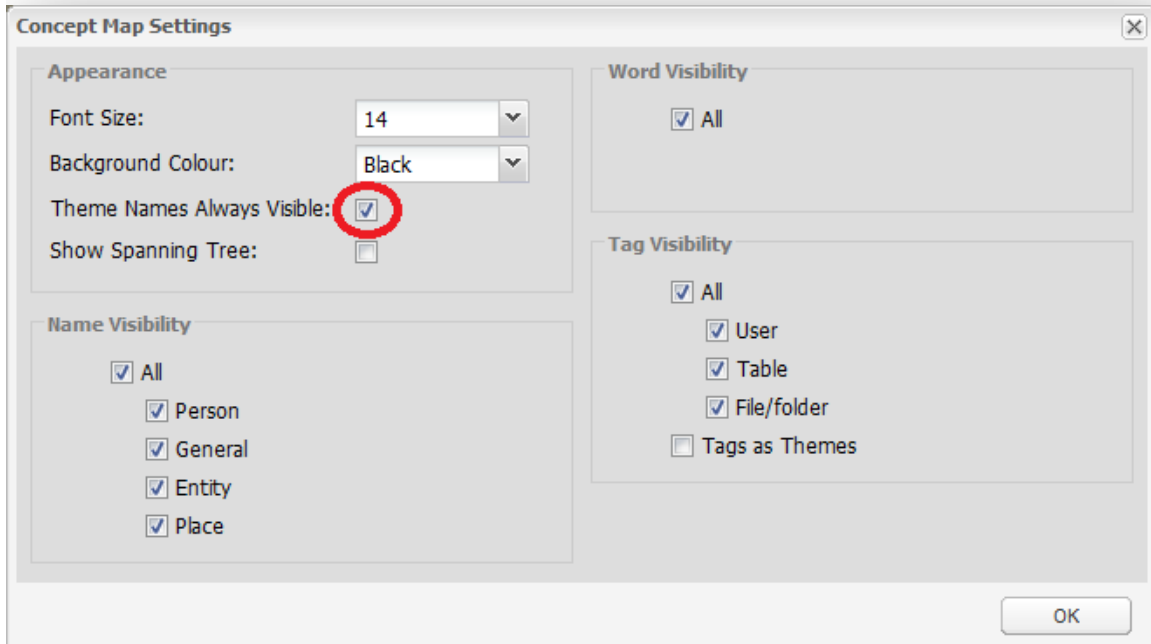 Concept Map Settings
Appearance
Font Size:
14
Background Colour:
Black
Theme Names Always Visible:
Show Spanning Tree:
Name Visibility
All
Person
General
Entity
Place
Word Visibility
All
Tag Visibility
All
User
Table
File/folder
Tags as Themes
OK